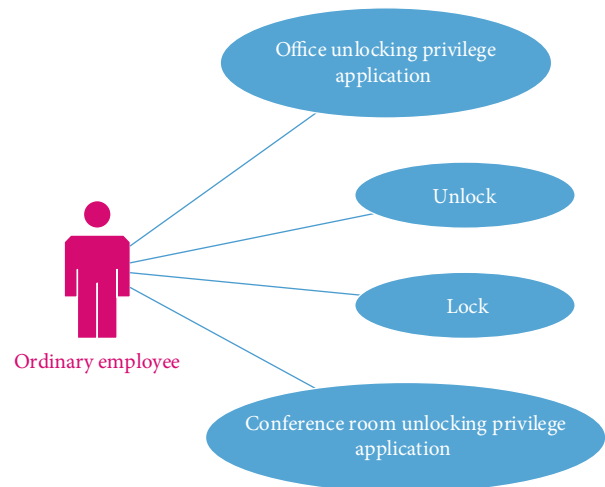 Office unlocking privilege
application
Unlock
Lock
Ordinary employee
Conference room unlocking privilege
application